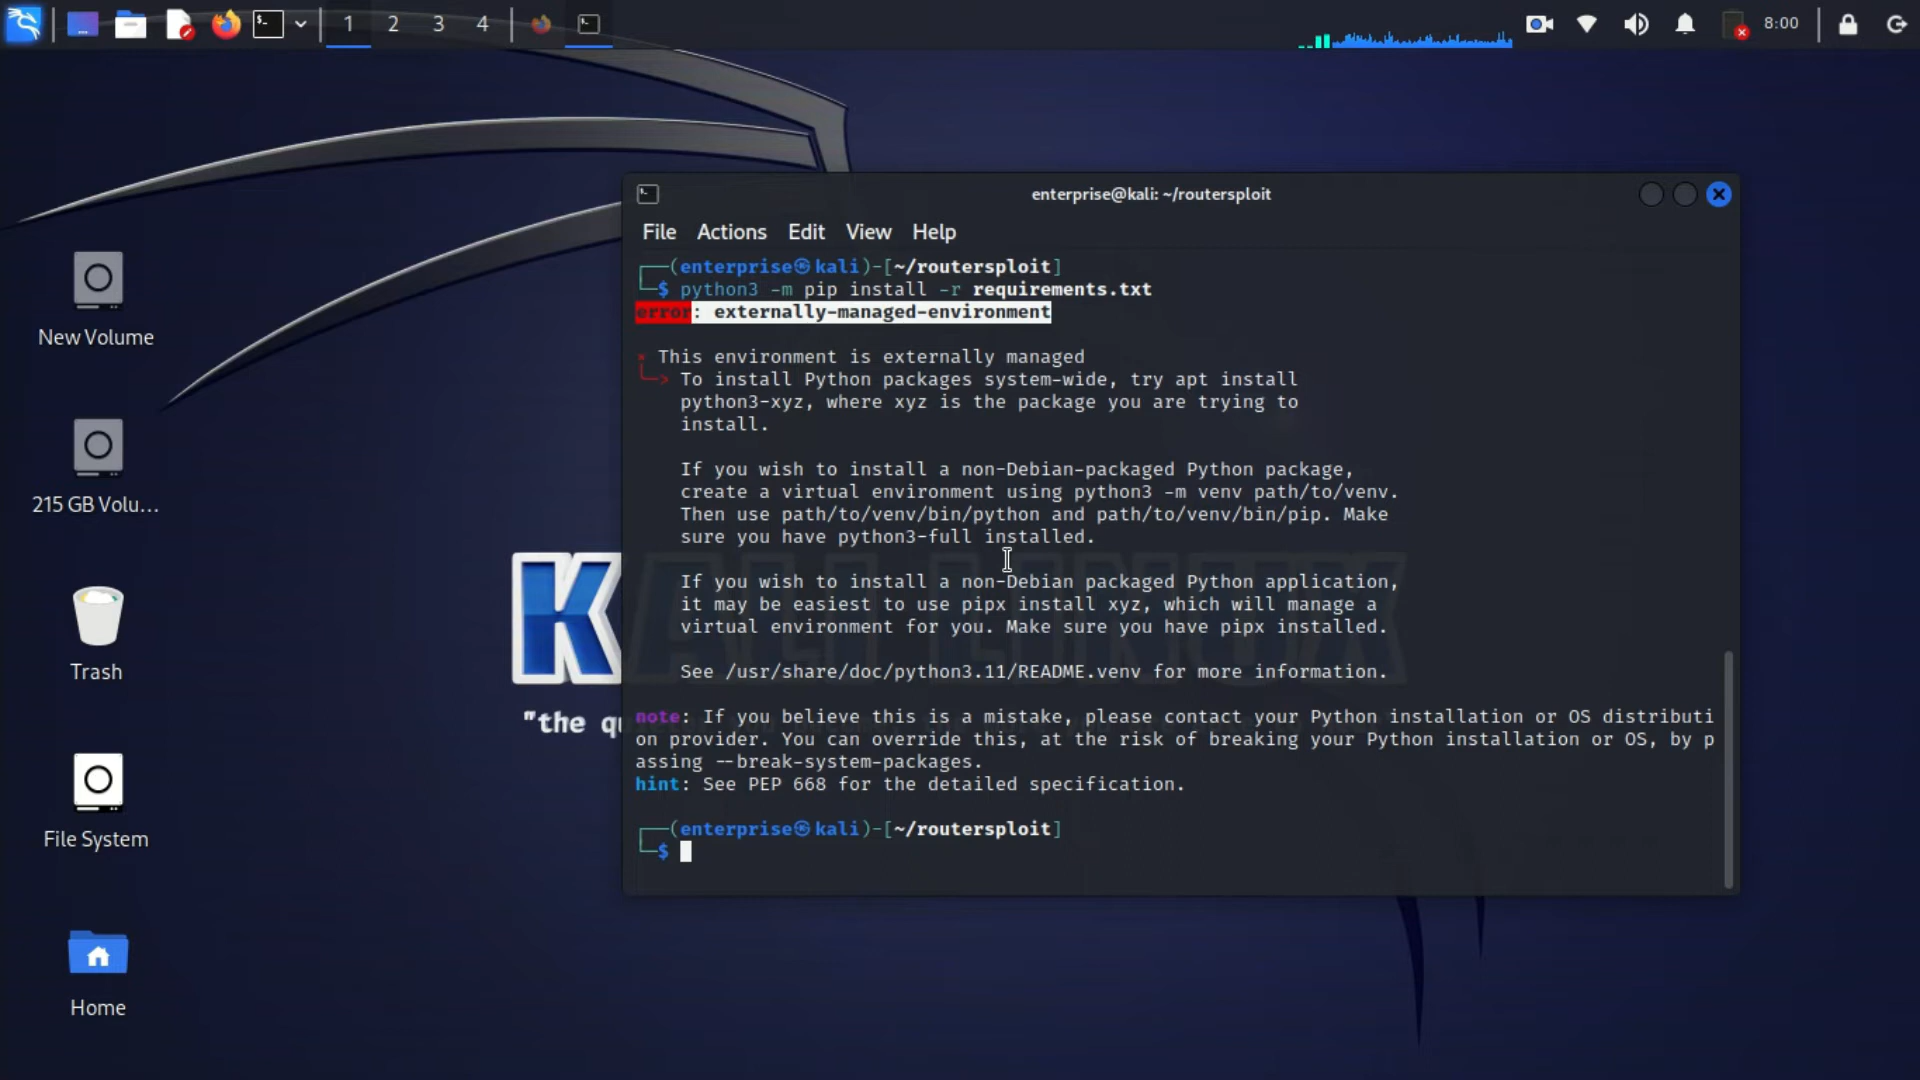 1 2 3 4
8:00
enterprise@kali: ~/routersploit
File Actions Edit View Help
┌──(enterprise㉿kali)-[~/routersploit]
└─$ python3 -m pip install -r requirements.txt
error: externally-managed-environment
× This environment is externally managed
╰─> To install Python packages system-wide, try apt install
python3-xyz, where xyz is the package you are trying to
install.
If you wish to install a non-Debian-packaged Python package,
create a virtual environment using python3 -m venv path/to/venv.
Then use path/to/venv/bin/python and path/to/venv/bin/pip. Make
sure you have python3-full installed.
If you wish to install a non-Debian packaged Python application,
it may be easiest to use pipx install xyz, which will manage a
virtual environment for you. Make sure you have pipx installed.
See /usr/share/doc/python3.11/README.venv for more information.
note: If you believe this is a mistake, please contact your Python installation or OS distributi
on provider. You can override this, at the risk of breaking your Python installation or OS, by p
assing --break-system-packages.
hint: See PEP 668 for the detailed specification.
┌──(enterprise㉿kali)-[~/routersploit]
└─$
New Volume
215 GB Volu...
Trash
File System
Home
KALI LINUX
"the